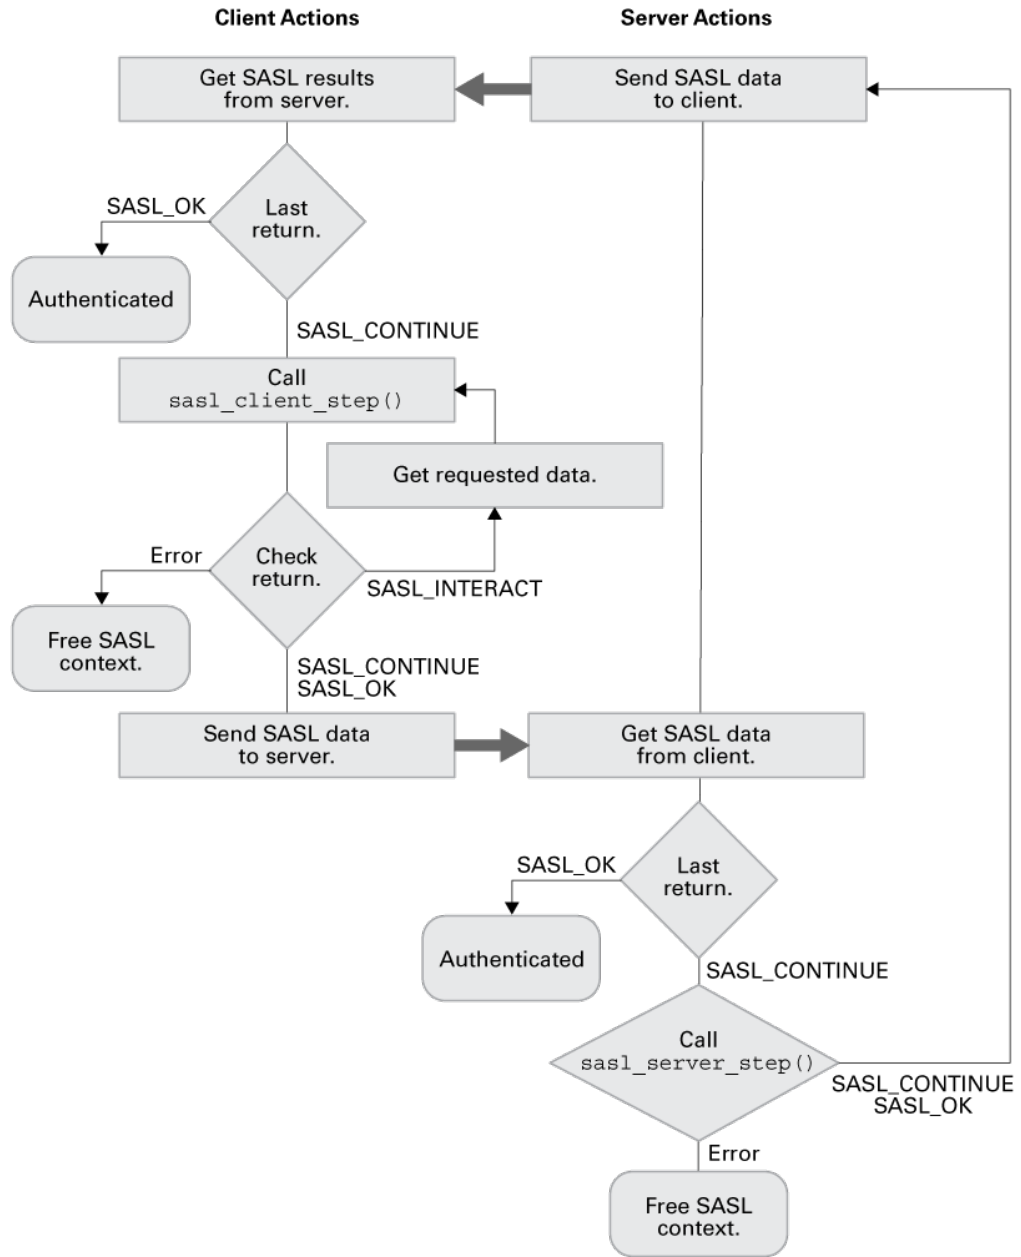 Client Actions
Server Actions
Get SASL results
from server.
Send SASL data
to client.
SASL_OK
Last
return.
Authenticated
SASL_CONTINUE
Call
sasl_client_step()
Get requested data.
Error
Check
return.
SASL_INTERACT
Free SASL
context.
SASL_CONTINUE
SASL_OK
Send SASL data
to server.
Get SASL data
from client.
SASL_OK
Last
return.
Authenticated
SASL_CONTINUE
Call
sasl_server_step()
SASL_CONTINUE
SASL_OK
Error
Free SASL
context.